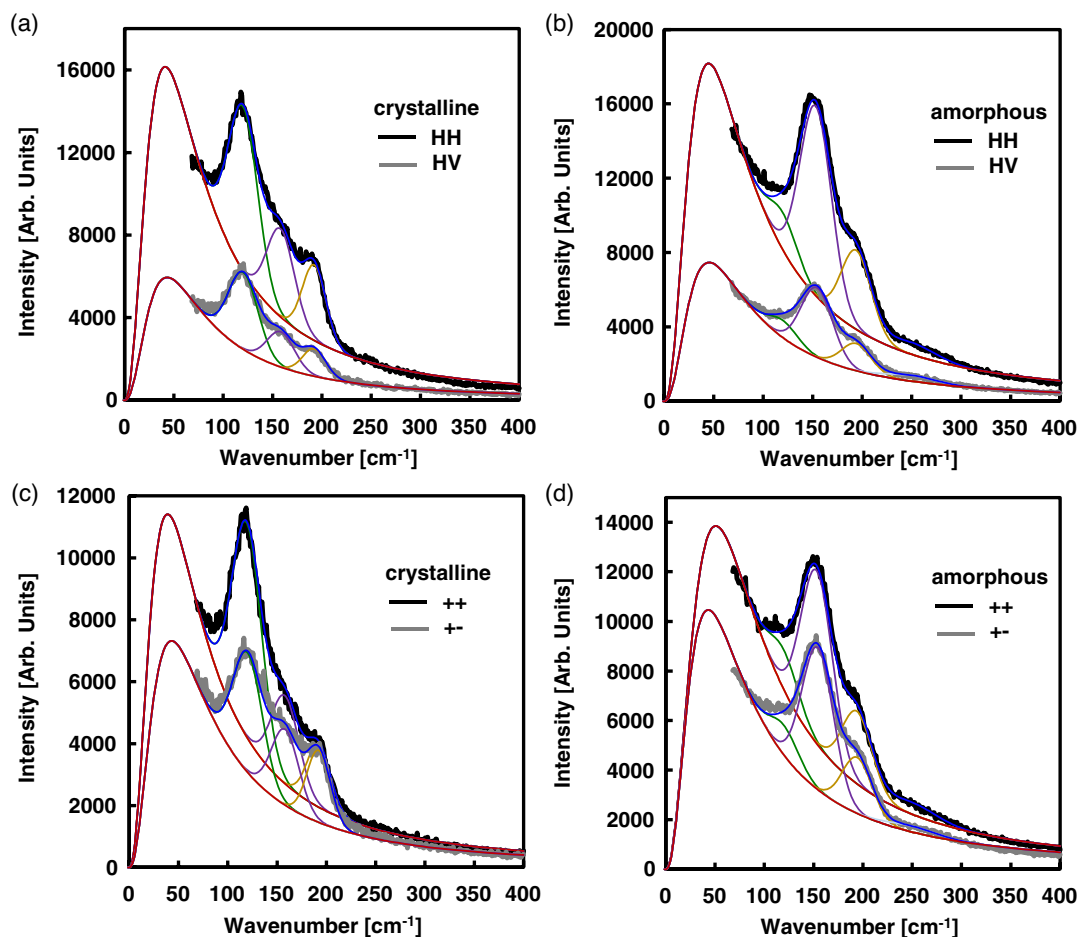 (a)
16000
12000
8000
4000
0
Intensity [Arb. Units]
crystalline
HH
HV
0 50 100 150 200 250 300 350 400
Wavenumber [cm-1]
(b)
20000
16000
12000
8000
4000
0
Intensity [Arb. Units]
amorphous
HH
HV
0 50 100 150 200 250 300 350 400
Wavenumber [cm-1]
(c)
12000
10000
8000
6000
4000
2000
0
Intensity [Arb. Units]
crystalline
++
+-
0 50 100 150 200 250 300 350 400
Wavenumber [cm-1]
(d)
14000
12000
10000
8000
6000
4000
2000
0
Intensity [Arb. Units]
amorphous
++
+-
0 50 100 150 200 250 300 350 400
Wavenumber [cm-1]